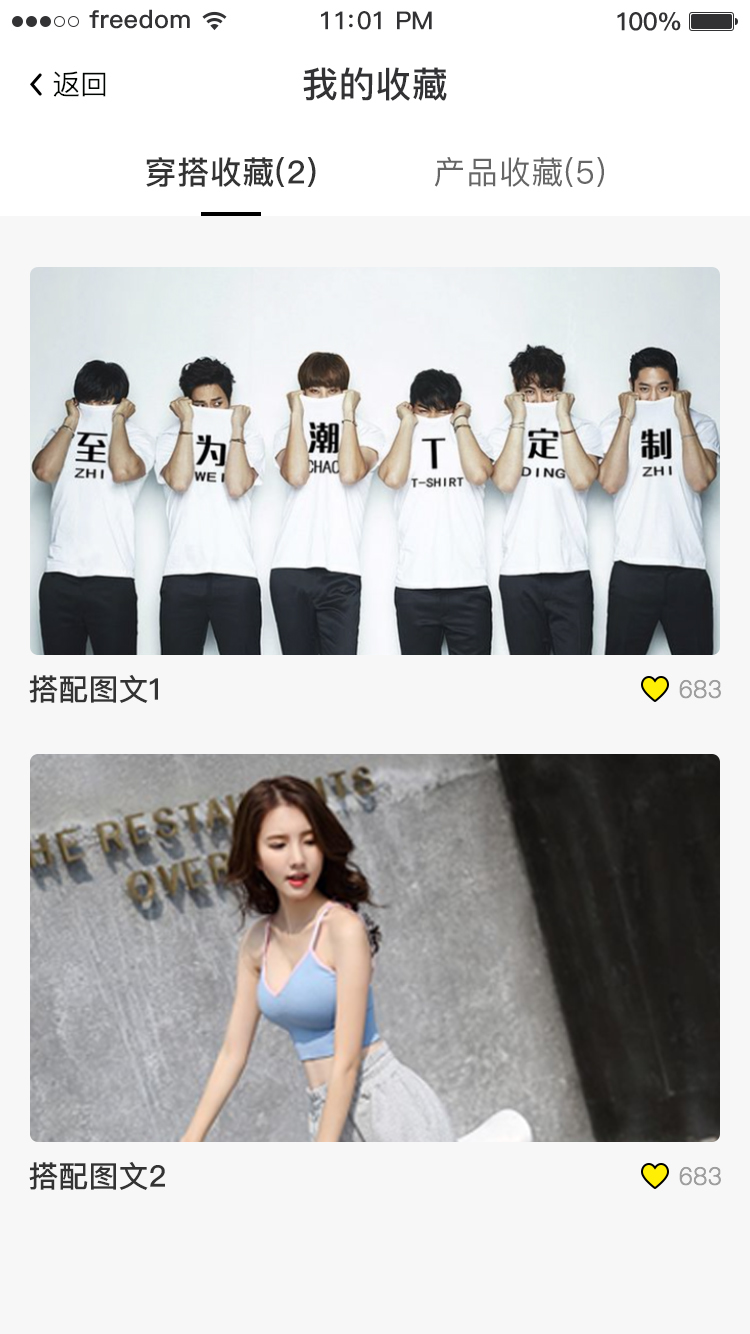 freedom 11:01 PM 100%
返回 我的收藏
穿搭收藏(2) 产品收藏(5)
至 为 潮 T 定 制
ZHI WEI CHAO T-SHIRT DING ZHI
搭配图文1 683
HE RESTA NTS
OVER
搭配图文2 683